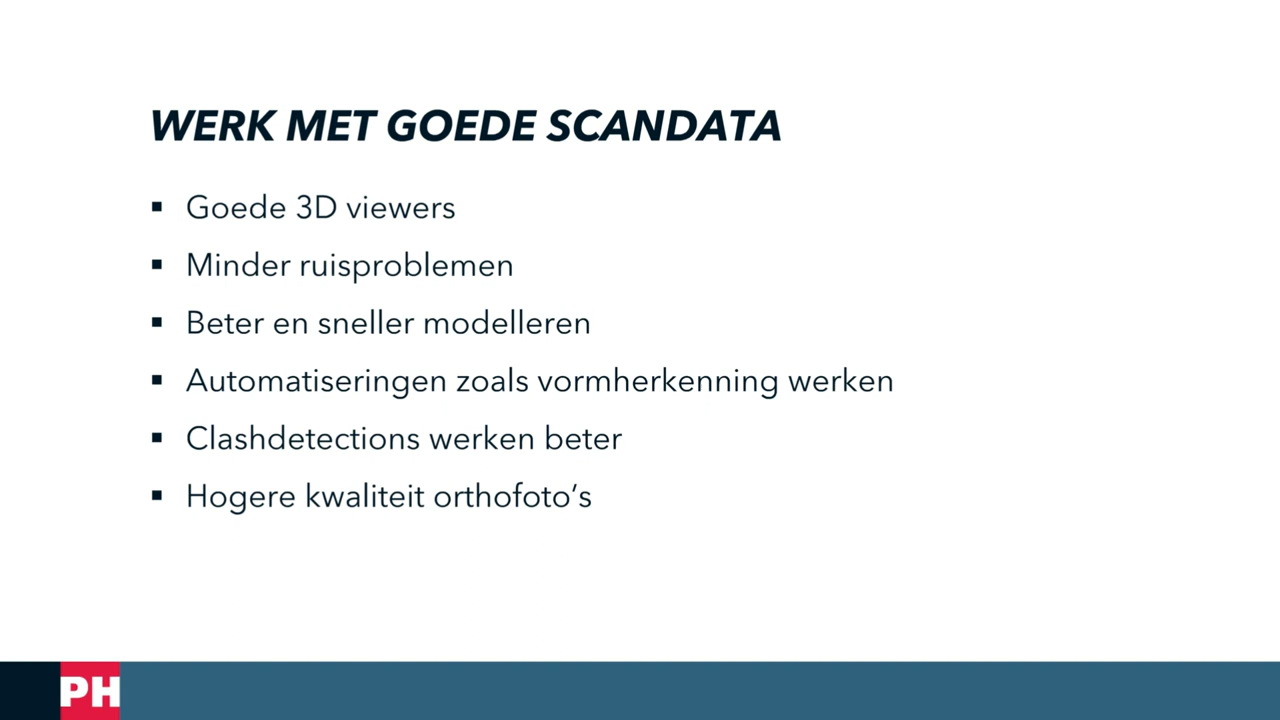 WERK MET GOEDE SCANDATA
▪ Goede 3D viewers
▪ Minder ruisproblemen
▪ Beter en sneller modelleren
▪ Automatiseringen zoals vormherkenning werken
▪ Clashdetections werken beter
▪ Hogere kwaliteit orthofoto’s
PH